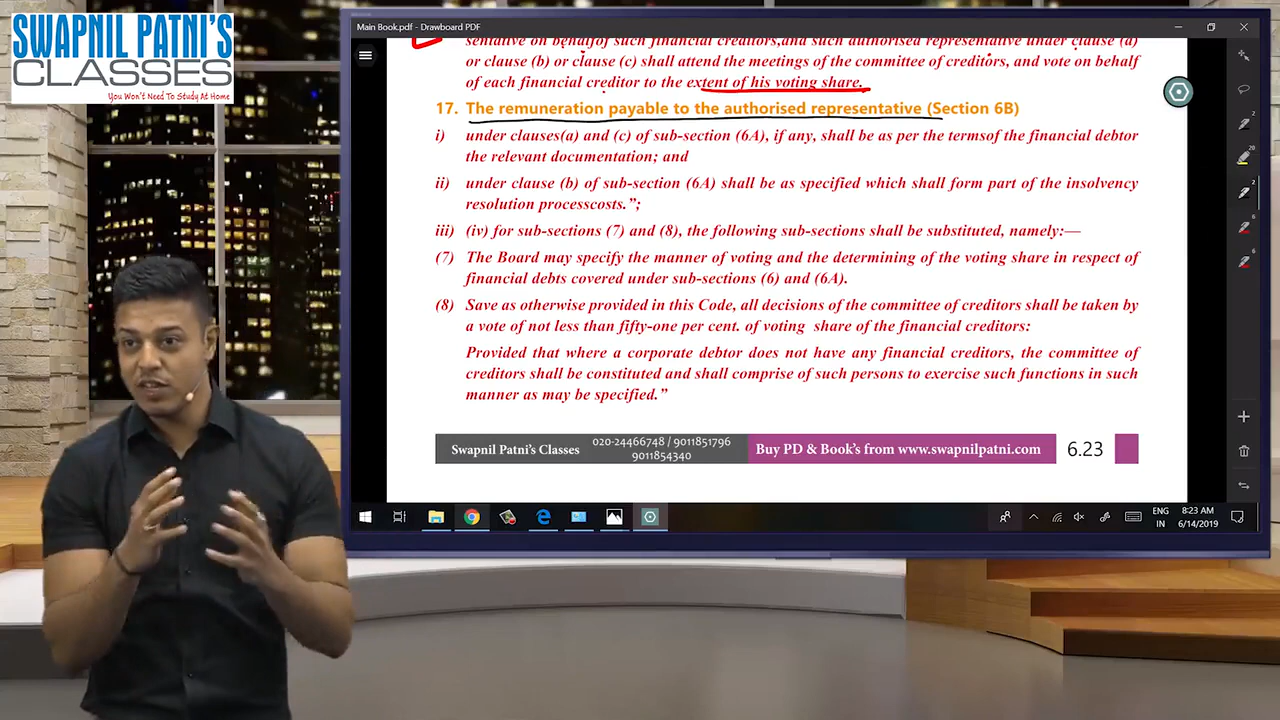 SWAPNIL PATNI'S
CLASSES
You Won't Need To Study At Home
Main Book.pdf - Drawboard PDF
sentative on behalfof such financial creditors,and such authorised representative under clause (a)
or clause (b) or clause (c) shall attend the meetings of the committee of creditors, and vote on behalf
of each financial creditor to the extent of his voting share.
17. The remuneration payable to the authorised representative (Section 6B)
i) under clauses(a) and (c) of sub-section (6A), if any, shall be as per the termsof the financial debtor
the relevant documentation; and
ii) under clause (b) of sub-section (6A) shall be as specified which shall form part of the insolvency
resolution processcosts.”;
iii) (iv) for sub-sections (7) and (8), the following sub-sections shall be substituted, namely:—
(7) The Board may specify the manner of voting and the determining of the voting share in respect of
financial debts covered under sub-sections (6) and (6A).
(8) Save as otherwise provided in this Code, all decisions of the committee of creditors shall be taken by
a vote of not less than fifty-one per cent. of voting share of the financial creditors:
Provided that where a corporate debtor does not have any financial creditors, the committee of
creditors shall be constituted and shall comprise of such persons to exercise such functions in such
manner as may be specified.”
Swapnil Patni's Classes
020-24466748 / 9011851796
9011854340
Buy PD & Book's from www.swapnilpatni.com
6.23
ENG
IN
8:23 AM
6/14/2019
2
20
2
6
6